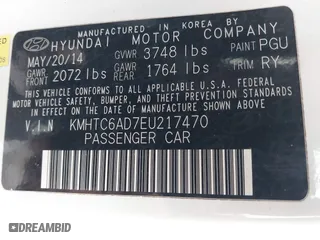 MANUFACTURED IN KOREA BY
HYUNDAI MOTOR COMPANY
MAY/20/14 GVWR 3748 lbs PAINT PGU
GAWR FRT 2072 lbs GAWR RR 1764 lbs TRIM RY
THIS VEHICLE CONFORMS TO ALL APPLICABLE FEDERAL MOTOR VEHICLE
SAFETY, BUMPER, AND THEFT PREVENTION STANDARDS IN
EFFECT ON THE DATE OF MANUFACTURE SHOWN ABOVE.
V.I.N KMHTC6AD7EU217470
PASSENGER CAR
DREAMBID